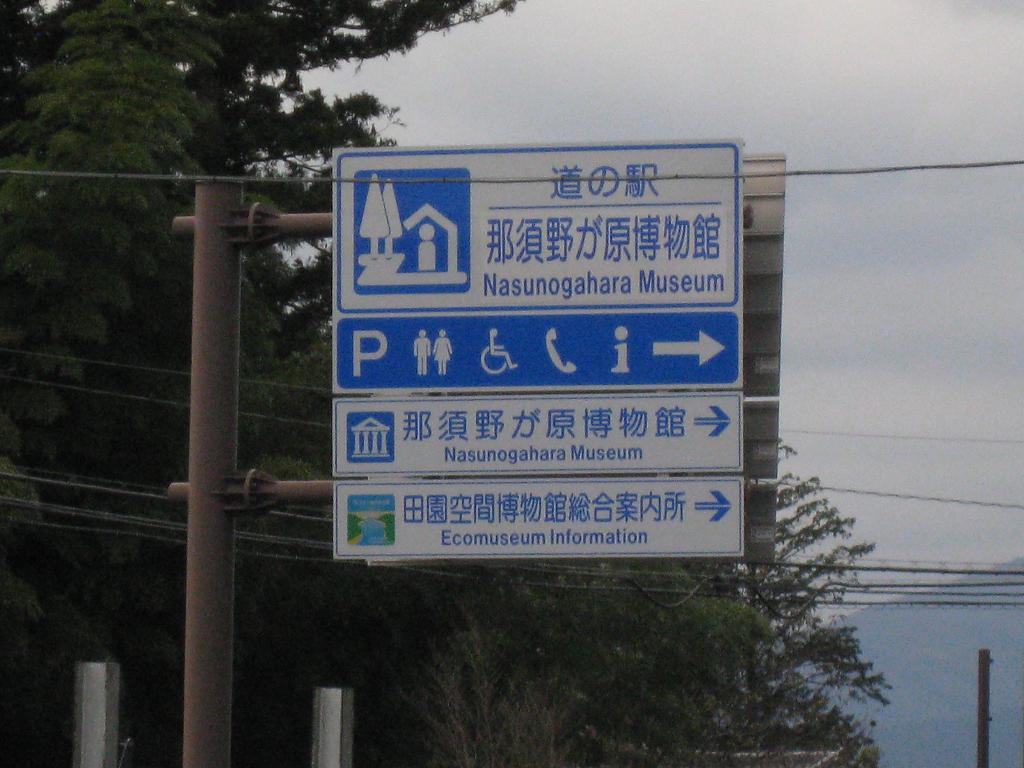 道の駅
那須野が原博物館
Nasunogahara Museum
P
那須野が原博物館
Nasunogahara Museum
田園空間博物館総合案内所
Ecomuseum Information